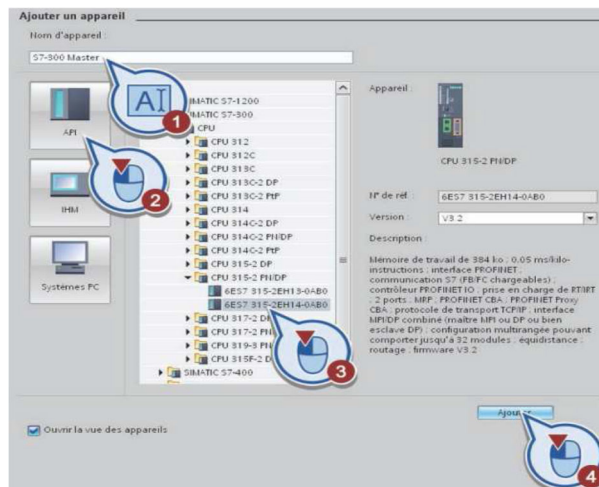 Ajouter un appareil
Nom d'appareil :
S7-300 Master
API
IHM
Systèmes PC
AI
1
2
SIMATIC S7-1200
SIMATIC S7-300
CPU
CPU 312
CPU 312C
CPU 313C
CPU 313C-2 DP
CPU 313C-2 PtP
CPU 314
CPU 314C-2 DP
CPU 314C-2 PN/DP
CPU 314C-2 PtP
CPU 315-2 DP
CPU 315-2 PN/DP
6ES7 315-2EH13-0AB0
6ES7 315-2EH14-0AB0
CPU 317-2 DP
CPU 317-2 PN
CPU 319-3 PN
CPU 315F-2 D
SIMATIC S7-400
3
Appareil :
CPU 315-2 PN/DP
N° de réf. :
6ES7 315-2EH14-0AB0
Version :
V3.2
Description :
Mémoire de travail de 384 ko ; 0,05 ms/kilo-
instructions ; interface PROFINET ;
communication S7 (FB/FC chargeables) ;
contrôleur PROFINET IO ; prise en charge de RT/IRT
; 2 ports ; MRP ; PROFINET CBA ; PROFINET Proxy
CBA ; protocole de transport TCP/IP ; interface
MPI/DP combiné (maître MPI ou DP ou bien
esclave DP) ; configuration multirangée pouvant
comporter jusqu'à 32 modules ; équidistance ;
routage ; firmware V3.2
Ouvrir la vue des appareils
Ajouter
4